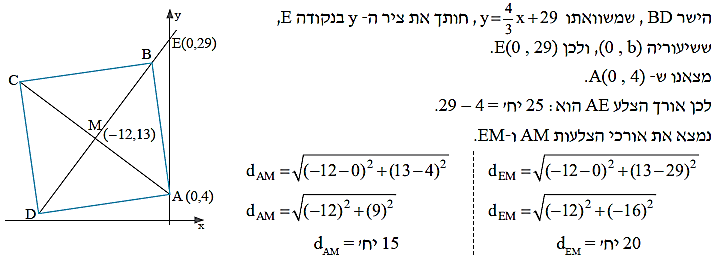 הישר BD , שמשוואתו y=4/3x+29 , חותך את ציר ה- y בנקודה E,
ששיעוריה (0 , b), ולכן E(0 , 29).
מצאנו ש- A(0 , 4).
לכן אורך הצלע AE הוא: 25 יח׳ = 4 – 29.
נמצא את אורכי הצלעות AM ו-EM.
d_EM = √((−12−0)² + (13−29)²)
d_EM = √((−12)² + (−16)²)
d_EM = 20 יח׳
d_AM = √((−12−0)² + (13−4)²)
d_AM = √((−12)² + (9)²)
d_AM = 15 יח׳
y
E(0,29)
B
C
M
(−12,13)
A (0,4)
D
x